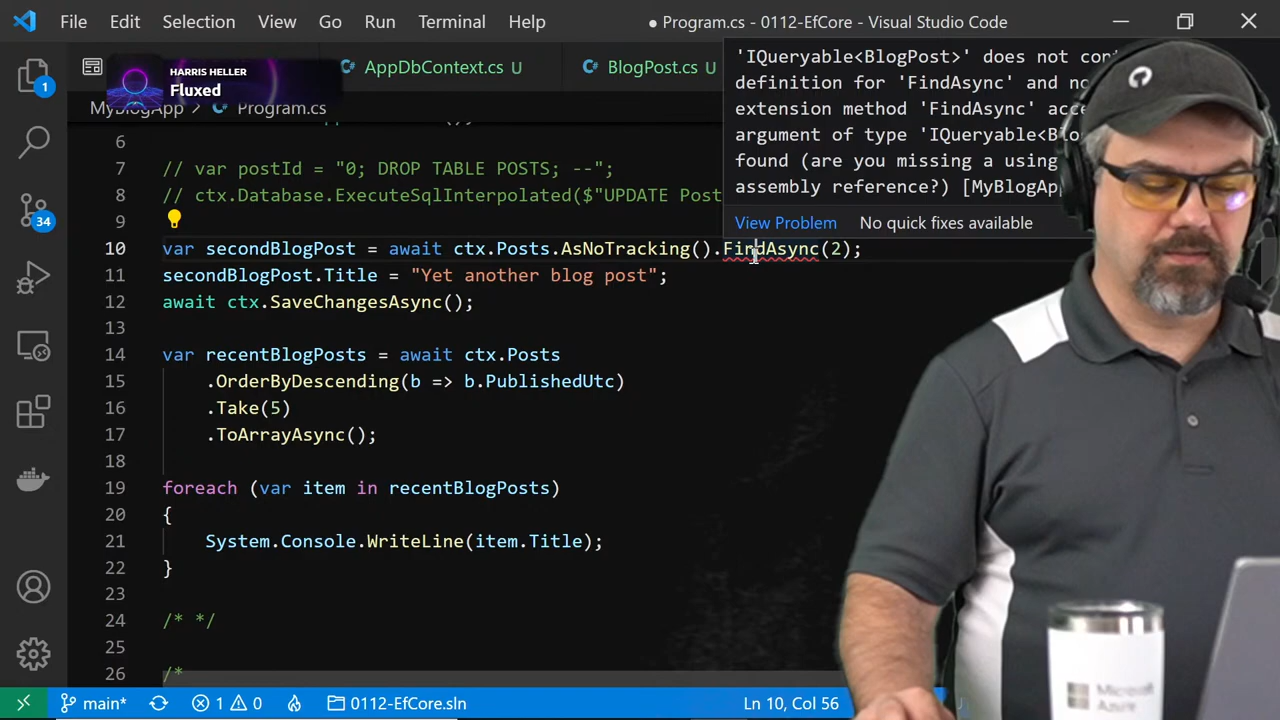 File Edit Selection View Go Run Terminal Help
● Program.cs - 0112-EfCore - Visual Studio Code
HARRIS HELLER
Fluxed
AppDbContext.cs U
BlogPost.cs U
MyBlogApp > Program.cs
'IQueryable<BlogPost>' does not
definition for 'FindAsync' and
extension method 'FindAsync'
argument of type
found (are you missing a using
assembly reference?) [MyBlogApp
View Problem No quick fixes available
6
7 // var postId = "0; DROP TABLE POSTS; --";
8 // ctx.Database.ExecuteSqlInterpolated($"UPDATE
9
10 var secondBlogPost = await ctx.Posts.AsNoTracking().FindAsync(2);
11 secondBlogPost.Title = "Yet another blog post";
12 await ctx.SaveChangesAsync();
13
14 var recentBlogPosts = await ctx.Posts
15 .OrderByDescending(b => b.PublishedUtc)
16 .Take(5)
17 .ToArrayAsync();
18
19 foreach (var item in recentBlogPosts)
20 {
21 System.Console.WriteLine(item.Title);
22 }
23
24 /* */
25
26 /*
1
34
main* 1 0 0112-EfCore.sln Ln 10, Col 56
Microsoft
Azure